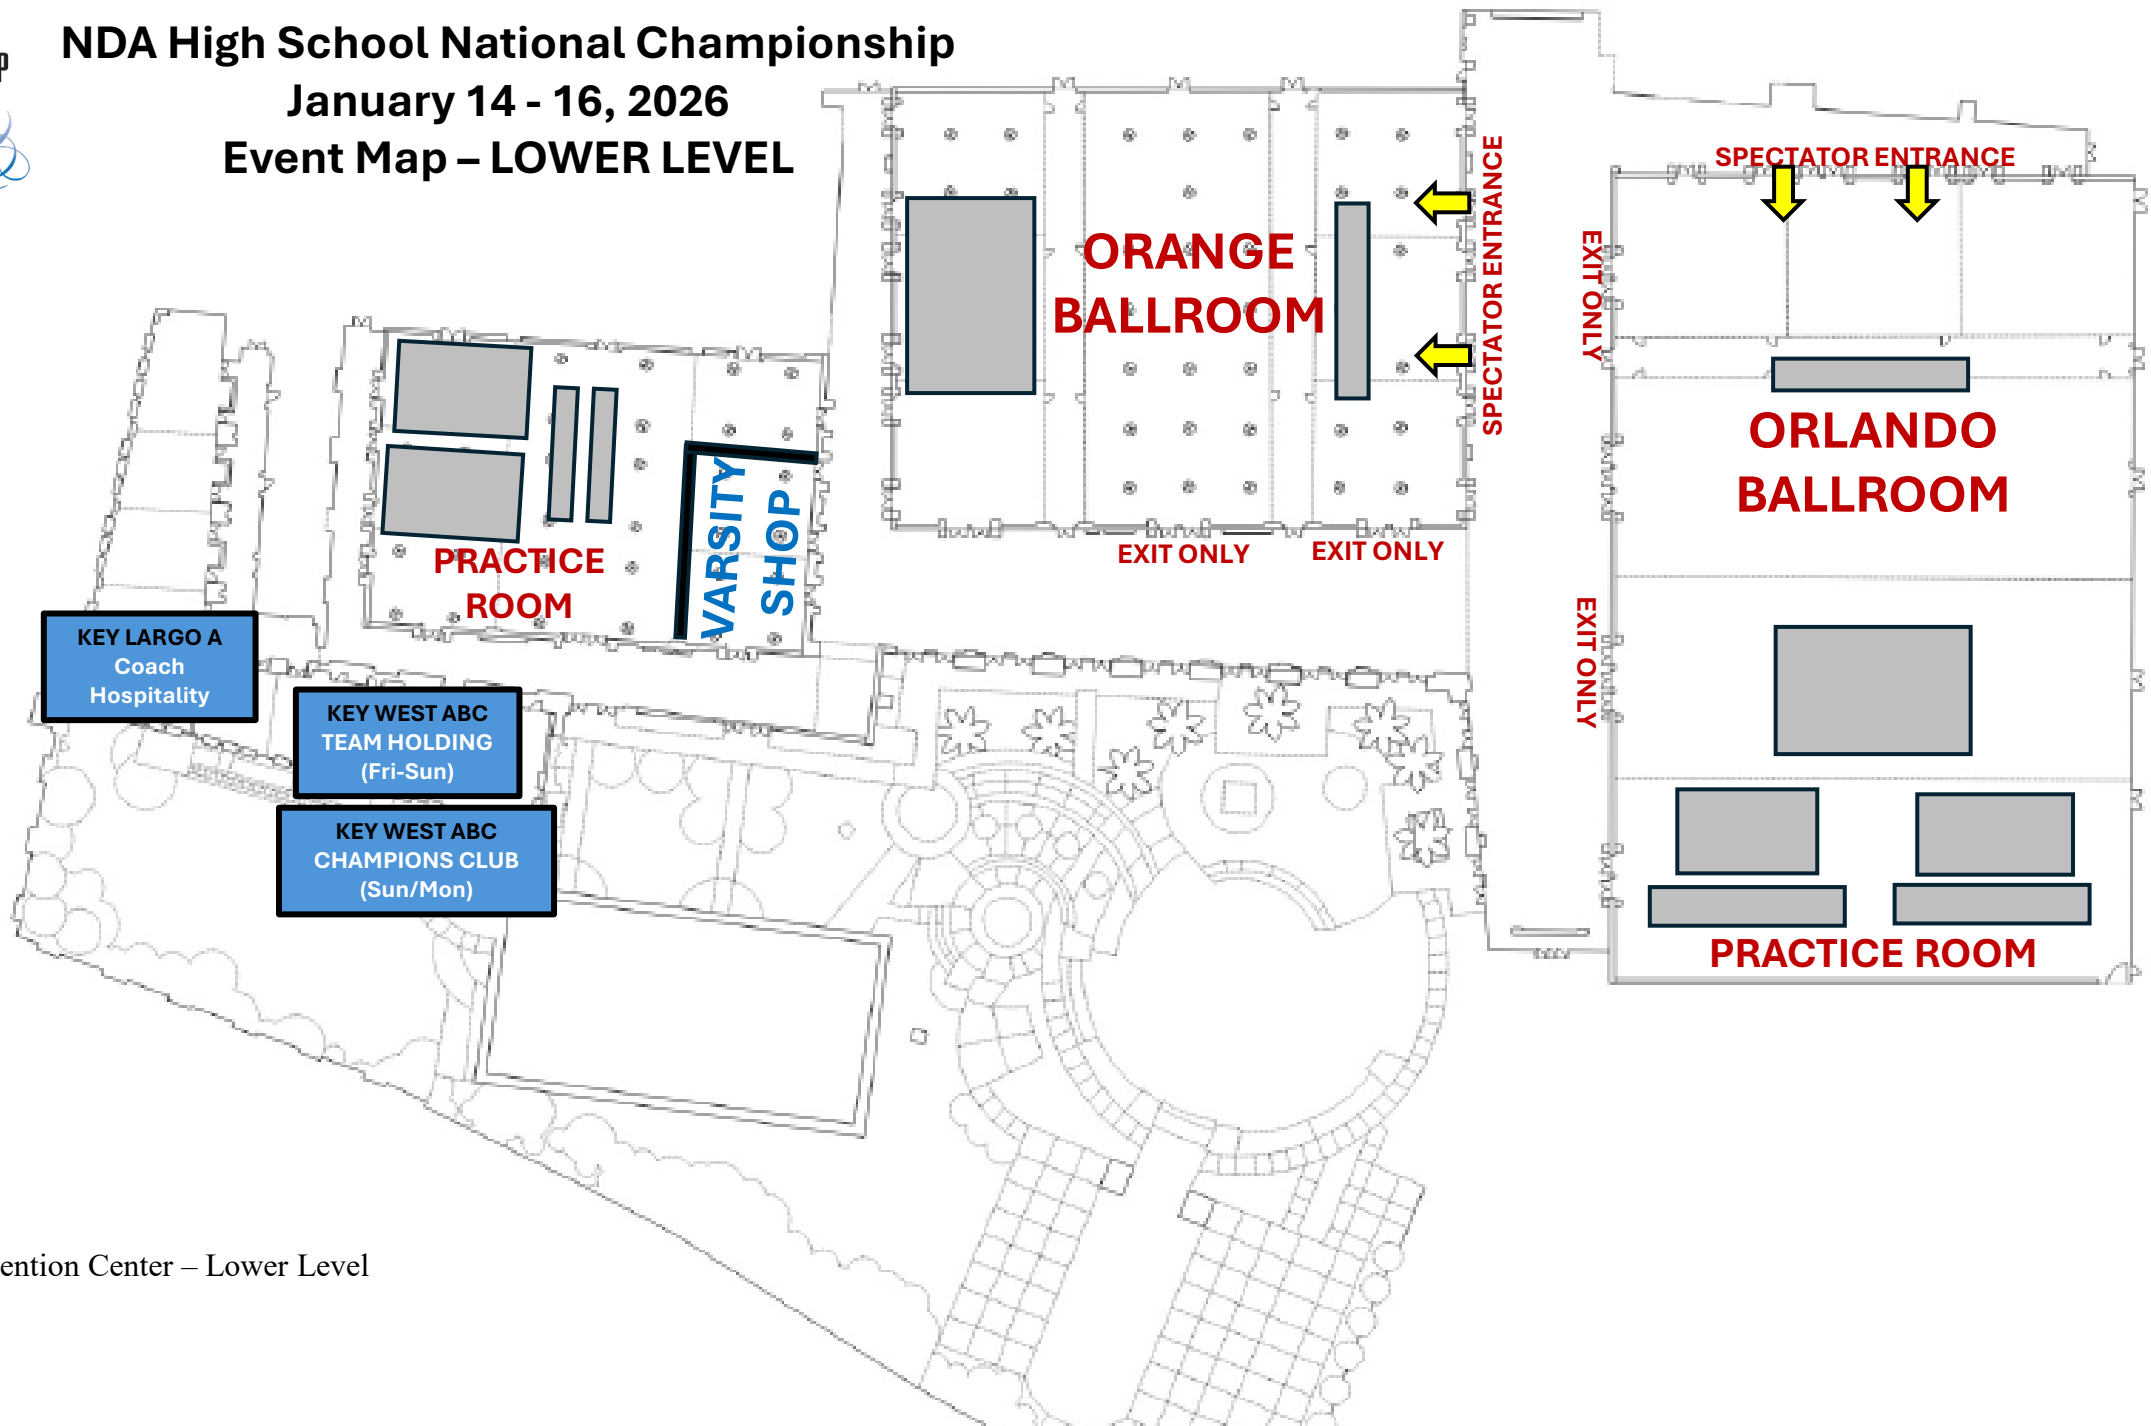 NDA High School National Championship
January 14 - 16, 2026
Event Map – LOWER LEVEL
SPECTATOR ENTRANCE
SPECTATOR ENTRANCE
EXIT ONLY
ORANGE
BALLROOM
ORLANDO
BALLROOM
VARSITY
SHOP
EXIT ONLY
EXIT ONLY
PRACTICE
ROOM
EXIT ONLY
KEY LARGO A
Coach
Hospitality
KEY WEST ABC
TEAM HOLDING
(Fri-Sun)
KEY WEST ABC
CHAMPIONS CLUB
(Sun/Mon)
PRACTICE ROOM
ention Center – Lower Level